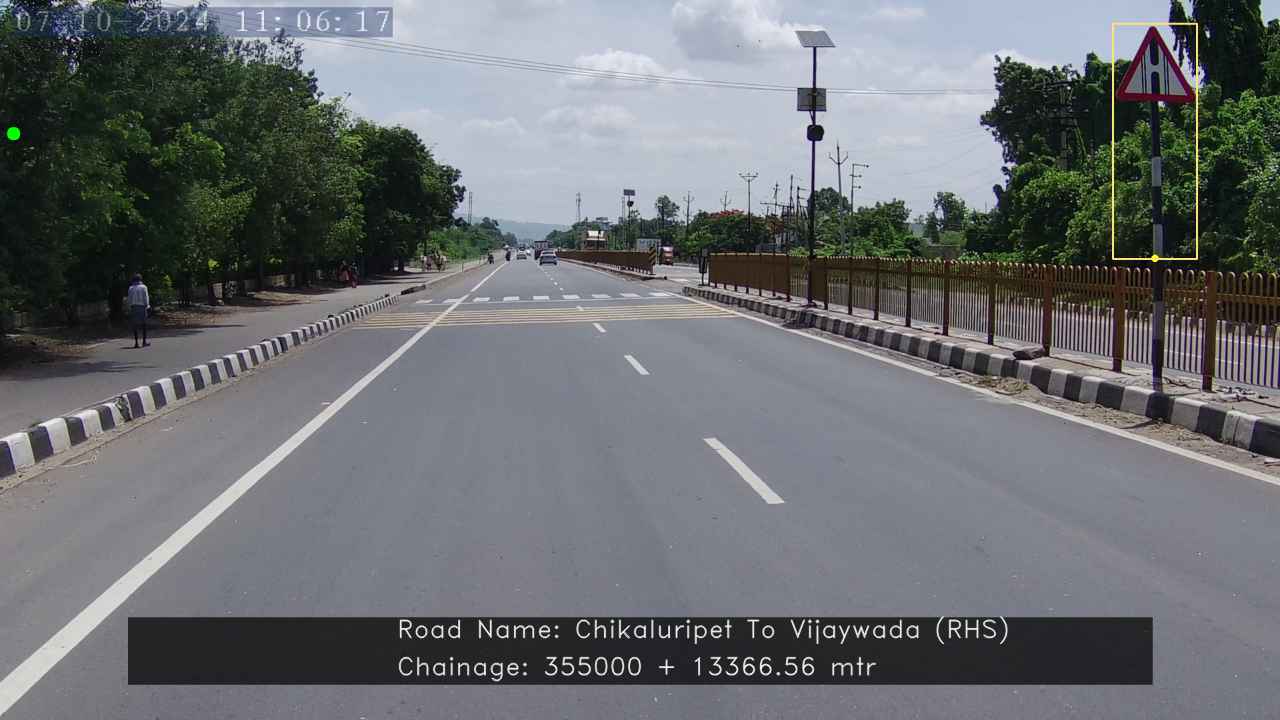 07-10-2024 11:06:17
Road Name: Chikaluripet To Vijaywada (RHS)
Chainage: 355000 + 13366.56 mtr